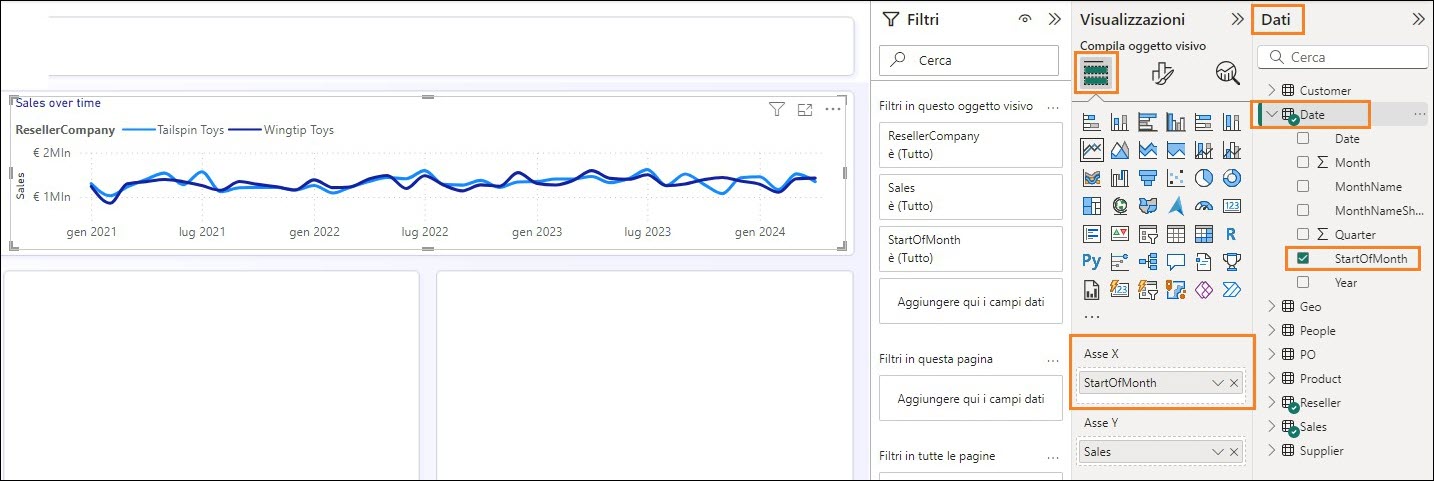 Sales over time
ResellerCompany Tailspin Toys Wingtip Toys
€ 2Mln
€ 1Mln
Sales
gen 2021 lug 2021 gen 2022 lug 2022 gen 2023 lug 2023 gen 2024
Filtri
Cerca
Filtri in questo oggetto visivo
ResellerCompany
è (Tutto)
Sales
è (Tutto)
StartOfMonth
è (Tutto)
Aggiungere qui i campi dati
Filtri in questa pagina
Aggiungere qui i campi dati
Filtri in tutte le pagine
Visualizzazioni
Compila oggetto visivo
123
R
Py
123
Asse X
StartOfMonth
Asse Y
Sales
Dati
Cerca
Customer
Date
Date
Month
MonthName
MonthNameSh...
Quarter
StartOfMonth
Year
Geo
People
PO
Product
Reseller
Sales
Supplier